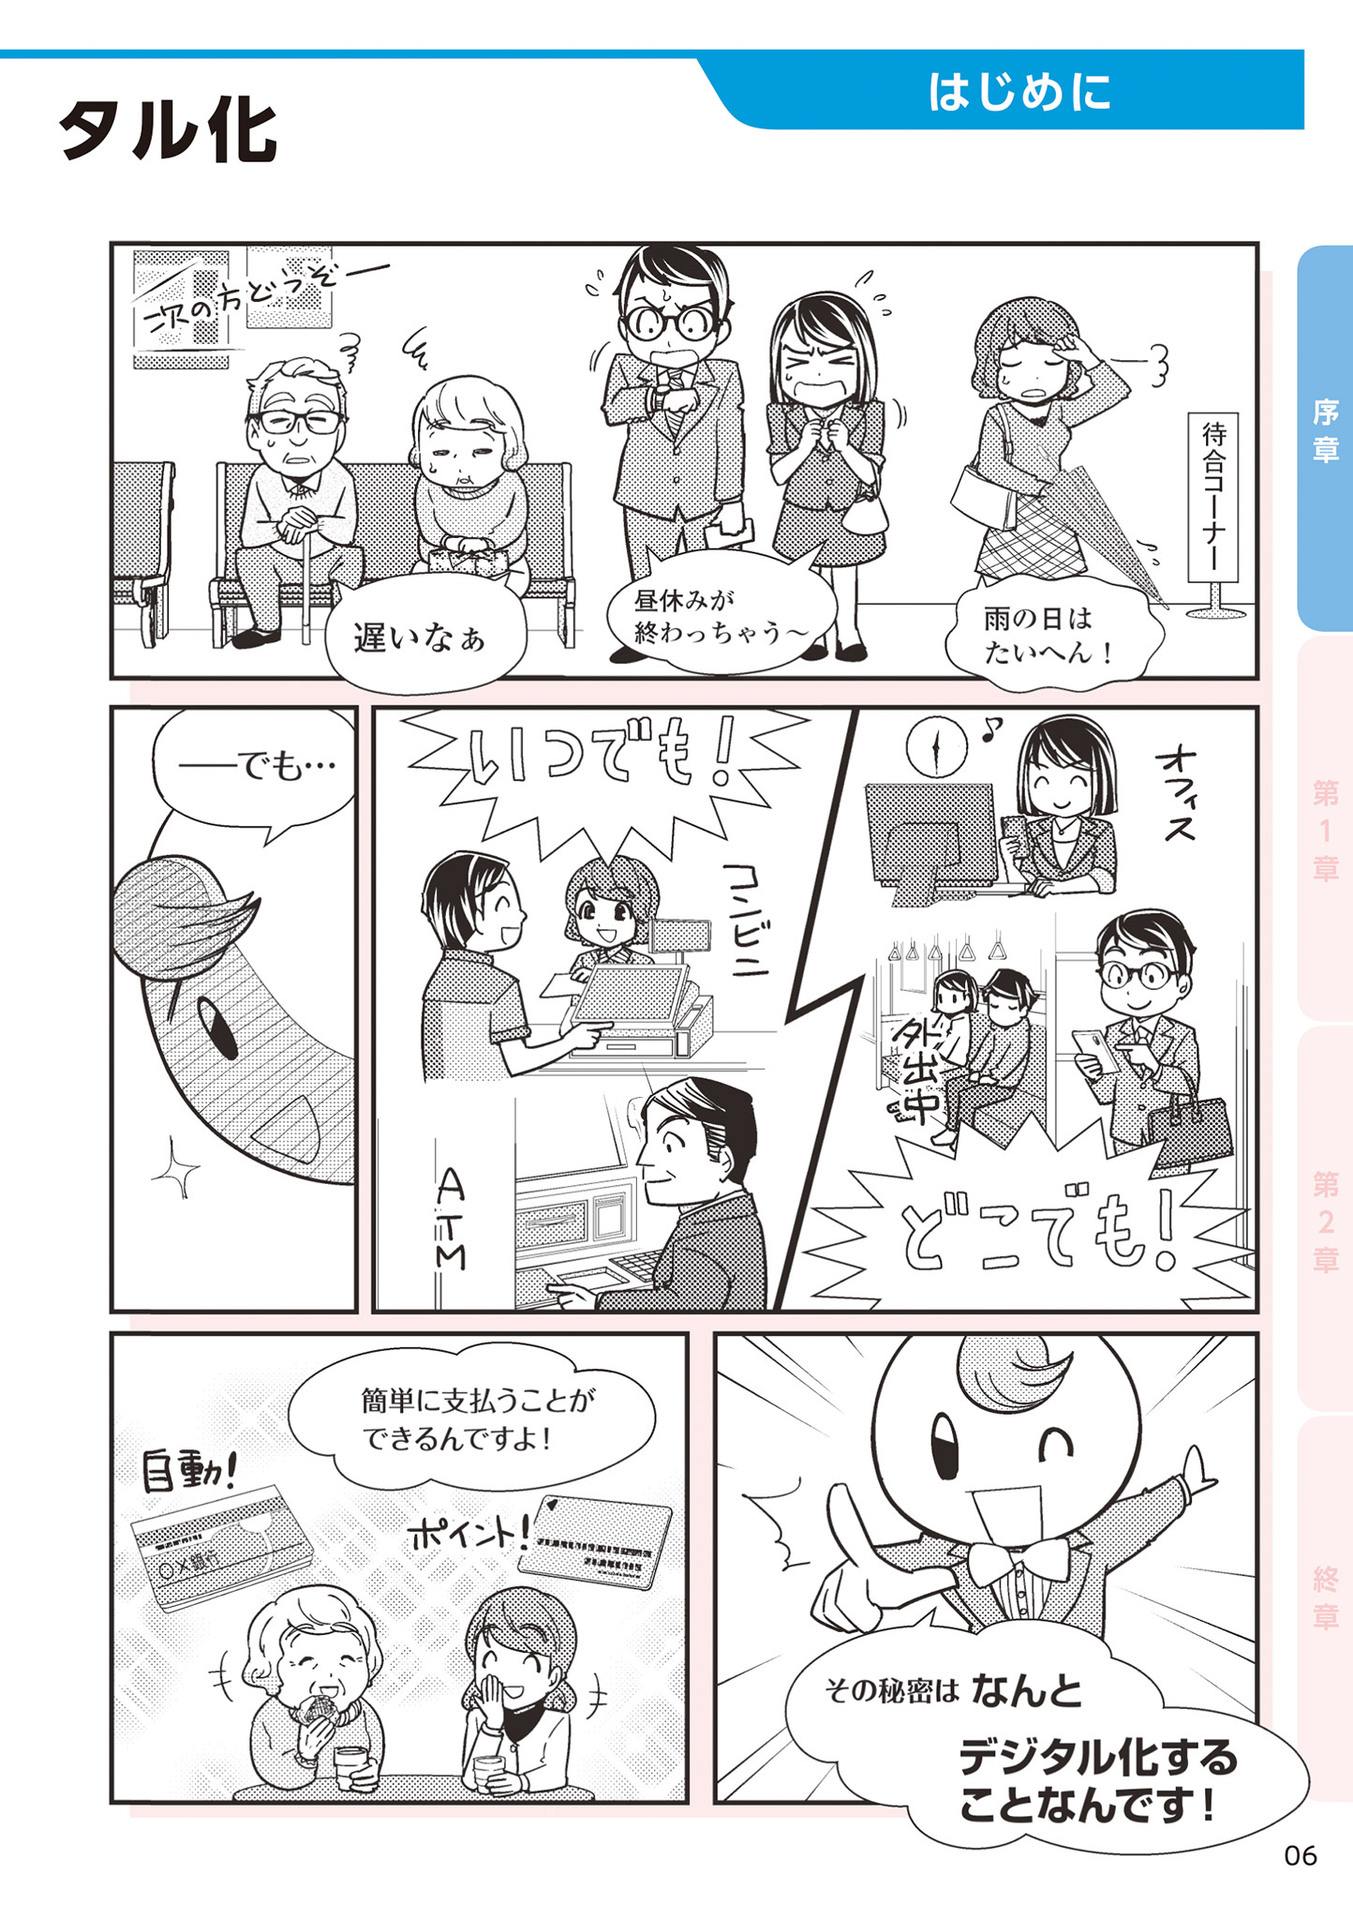 はじめに
タル化
次の方どうぞー
遅いなぁ
昼休みが
終わっちゃう～
雨の日は
たいへん！
待合コーナー
──でも…
いつでも！
コンビニ
ATM
オフィス
外出中
どこでも！
簡単に支払うことが
できるんですよ！
自動！
〇×銀行
ポイント！
その秘密は なんと
デジタル化する
ことなんです！
序章
第1章
第2章
終章
06